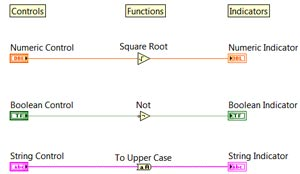 Controls Functions Indicators
Numeric Control Square Root Numeric Indicator
DBL DBL
Boolean Control Not Boolean Indicator
TF TF
String Control To Upper Case String Indicator
abc aA abc